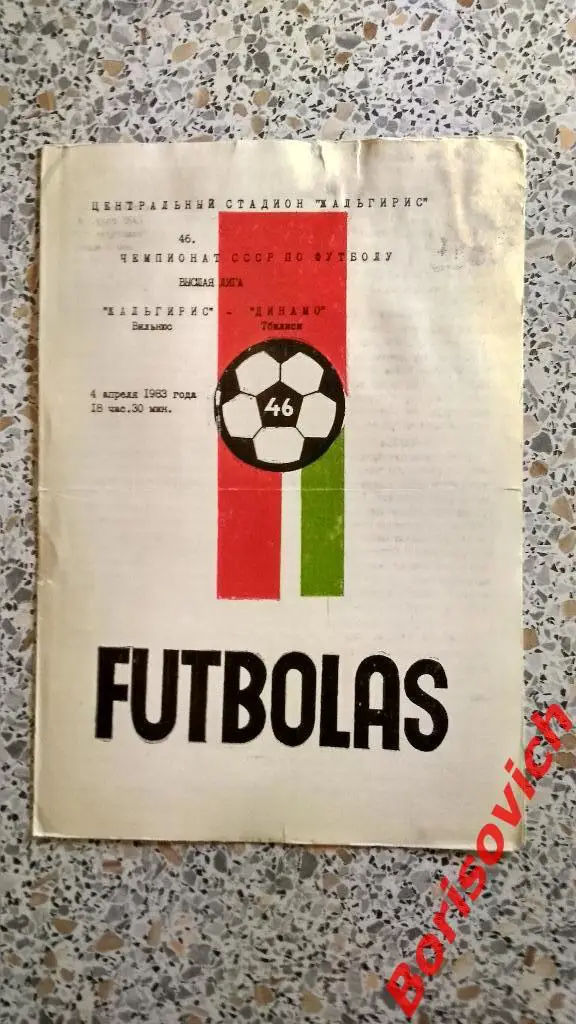 ЦЕНТРАЛЬНЫЙ СТАДИОН "ЖАЛЬГИРИС"
46.
ЧЕМПИОНАТ СССР ПО ФУТБОЛУ
ВЫСШАЯ ЛИГА
"ЖАЛЬГИРИС" - "ДИНАМО"
Вильнюс Тбилиси
4 апреля 1983 года
18 час.30 мин.
46
FUTBOLAS
Borisovich